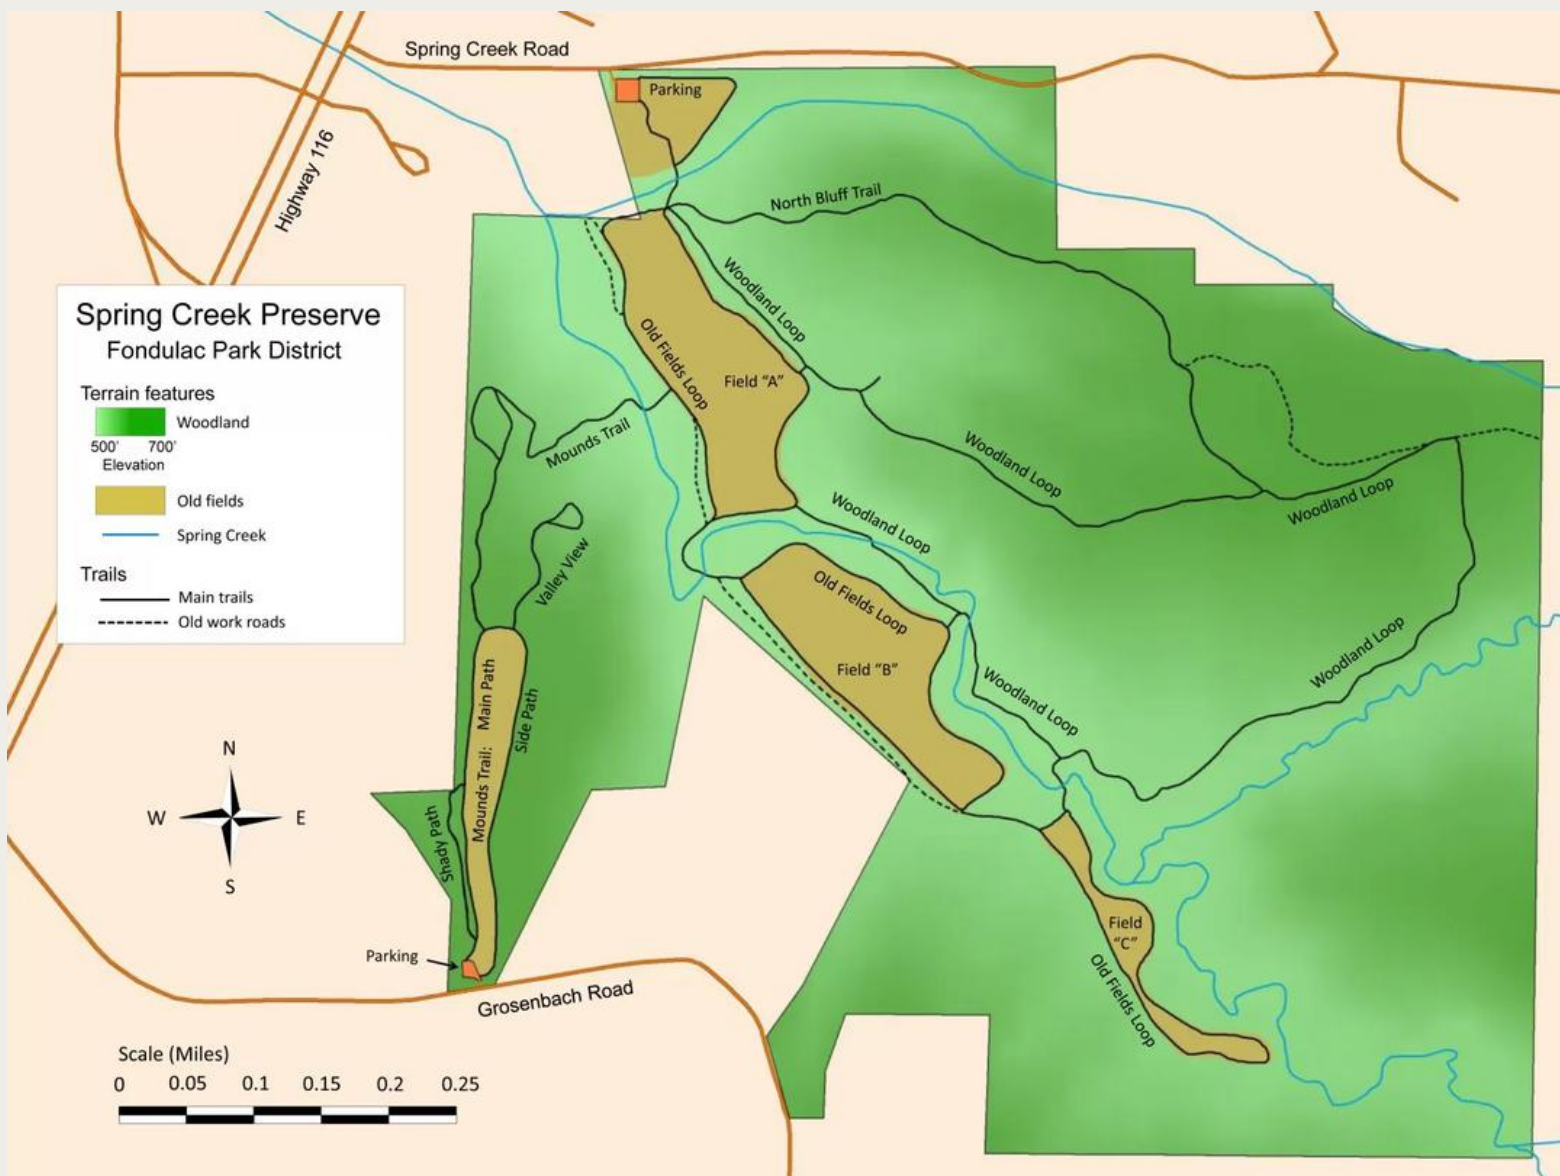 Spring Creek Road
Parking
Highway 116
North Bluff Trail
Woodland Loop
Old Fields Loop
Field "A"
Spring Creek Preserve
Fondulac Park District
Terrain features
Woodland
500' 700'
Elevation
Old fields
Spring Creek
Trails
Main trails
Old work roads
Mounds Trail
Woodland Loop
Woodland Loop
Woodland Loop
Valley View
Old Fields Loop
Field "B"
Woodland Loop
Woodland Loop
Mounds Trail: Main Path
Side Path
Shady Path
N
W E
S
Field
"C"
Old Fields Loop
Parking
Grosenbach Road
Scale (Miles)
0 0.05 0.1 0.15 0.2 0.25